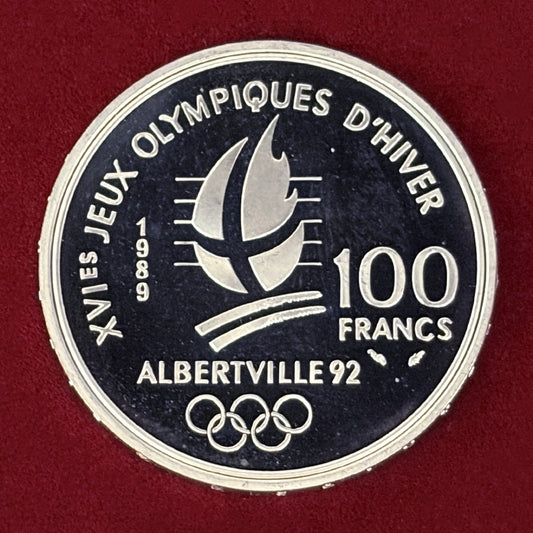 XVIES JEUX OLYMPIQUES D'HIVER
1989
100
FRANCS
ALBERTVILLE 92